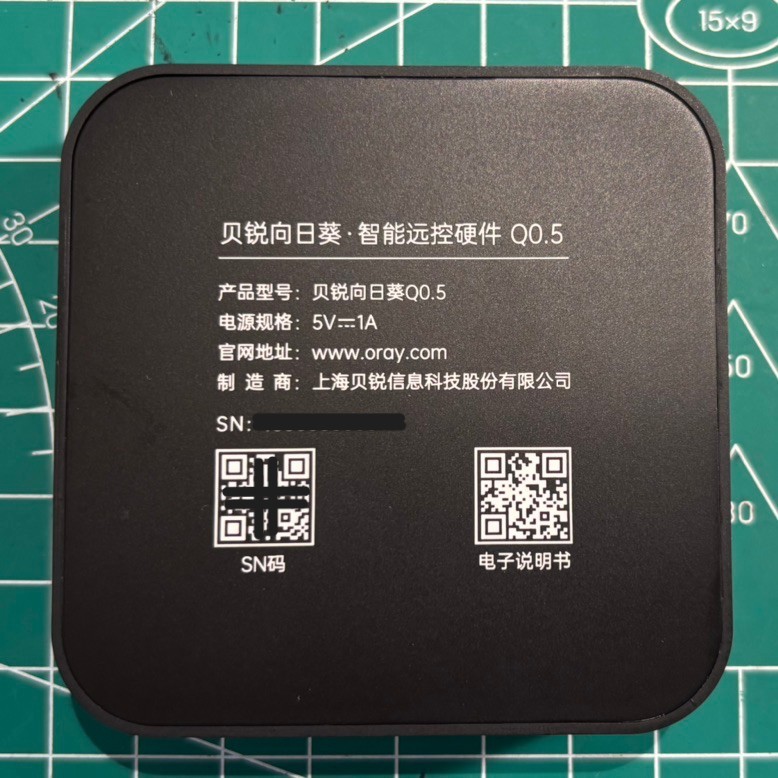 15×9
贝锐向日葵·智能远控硬件 Q0.5
产品型号：贝锐向日葵Q0.5
电源规格：5V⎓1A
官网地址：www.oray.com
制 造 商：上海贝锐信息科技股份有限公司
SN:
SN码
电子说明书